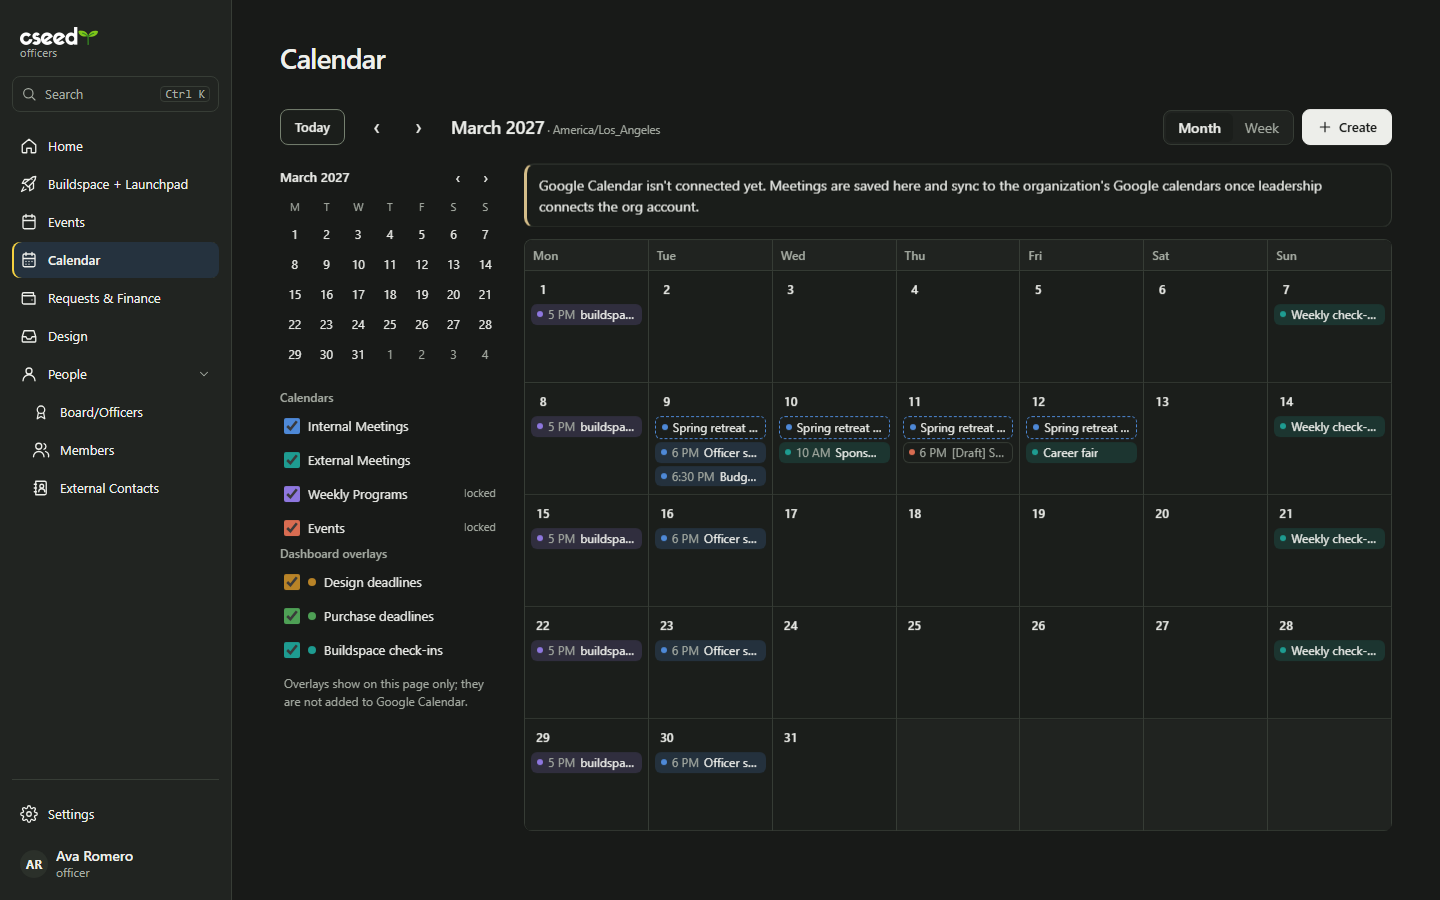 cseed
officers
Search
Ctrl K
Home
Buildspace + Launchpad
Events
Calendar
Requests & Finance
Design
People
Board/Officers
Members
External Contacts
Settings
AR
Ava Romero
officer
Calendar
Today
‹
›
March 2027 · America/Los_Angeles
Month
Week
+ Create
March 2027
‹
›
M T W T F S S
1 2 3 4 5 6 7
8 9 10 11 12 13 14
15 16 17 18 19 20 21
22 23 24 25 26 27 28
29 30 31 1 2 3 4
Calendars
Internal Meetings
External Meetings
Weekly Programs locked
Events locked
Dashboard overlays
Design deadlines
Purchase deadlines
Buildspace check-ins
Overlays show on this page only; they
are not added to Google Calendar.
Google Calendar isn't connected yet. Meetings are saved here and sync to the organization's Google calendars once leadership
connects the org account.
Mon Tue Wed Thu Fri Sat Sun
1 2 3 4 5 6 7
5 PM buildspa... Weekly check-...
8 9 10 11 12 13 14
5 PM buildspa... Spring retreat ... Spring retreat ... Spring retreat ... Spring retreat ... Weekly check-...
6 PM Officer s... 10 AM Spons... 6 PM [Draft] S... Career fair
6:30 PM Budg...
15 16 17 18 19 20 21
5 PM buildspa... 6 PM Officer s... Weekly check-...
22 23 24 25 26 27 28
5 PM buildspa... 6 PM Officer s... Weekly check-...
29 30 31
5 PM buildspa... 6 PM Officer s...